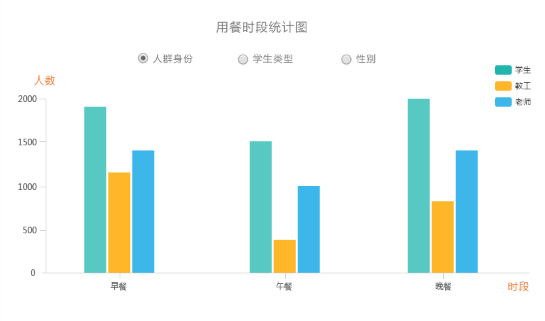 用餐时段统计图
人群身份 学生类型 性别
人数
学生
教工
老师
2000
1500
1000
500
0
早餐 午餐 晚餐
时段